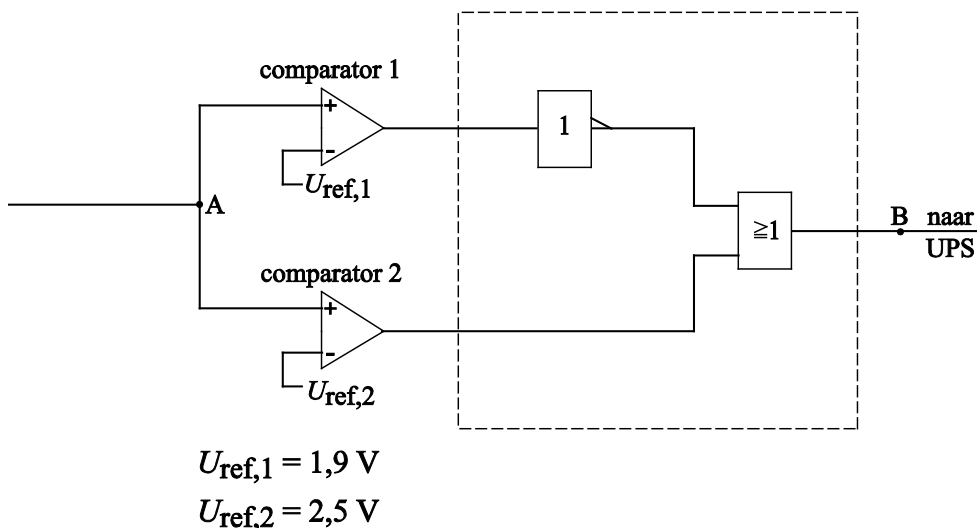 comparator 1
+
-
Uref,1
1
A
≧1
B naar
UPS
comparator 2
+
-
Uref,2
Uref,1 = 1,9 V
Uref,2 = 2,5 V